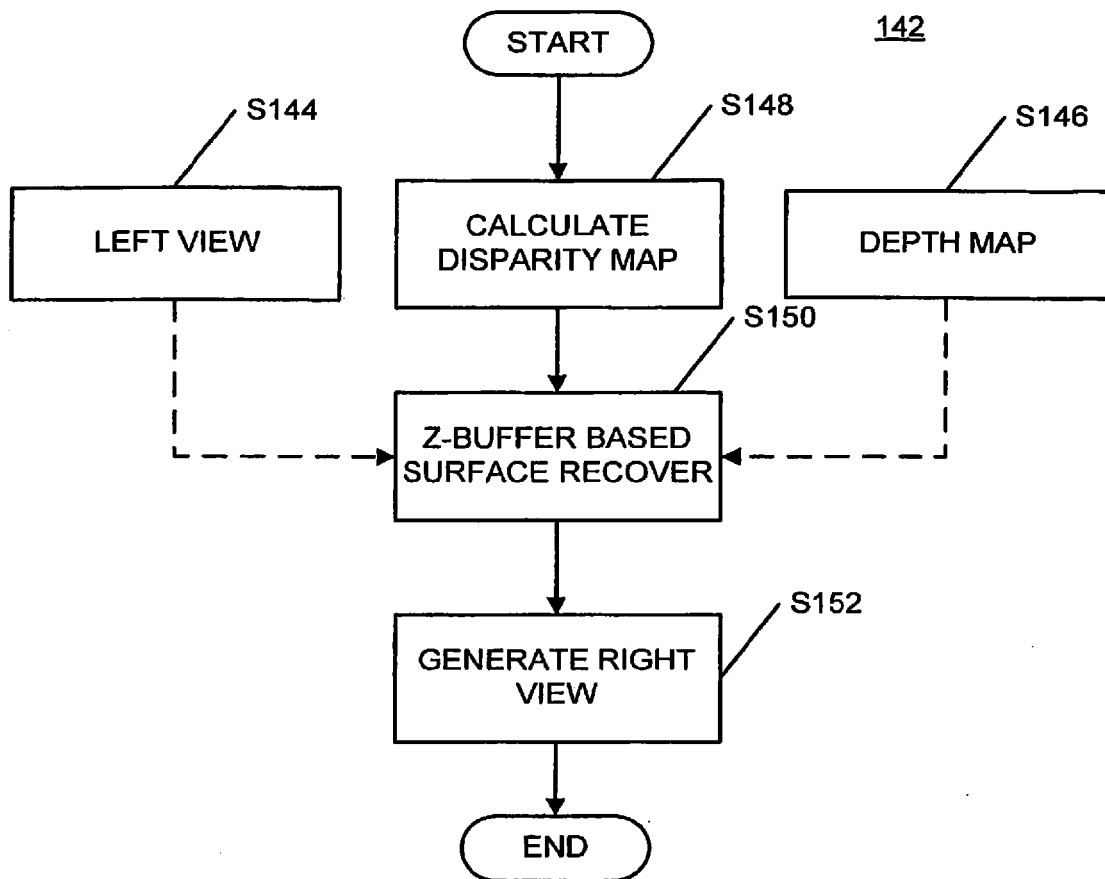 START
142
S144
S148
S146
LEFT VIEW
CALCULATE
DISPARITY MAP
DEPTH MAP
S150
Z-BUFFER BASED
SURFACE RECOVER
S152
GENERATE RIGHT
VIEW
END